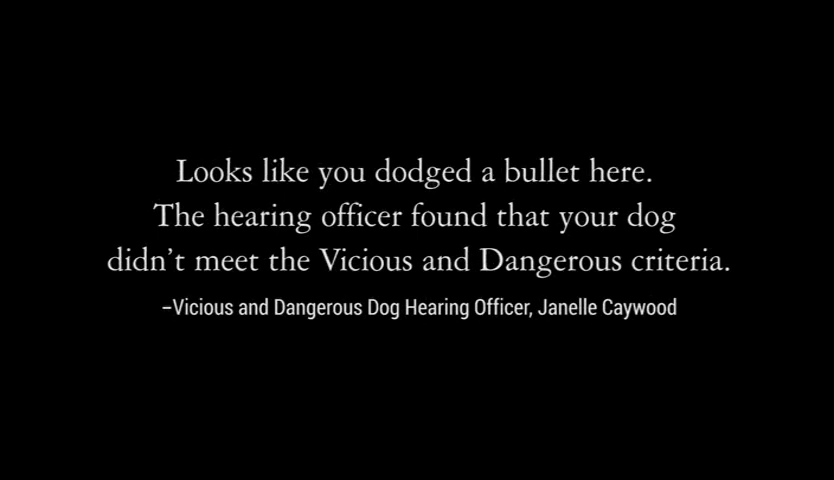 Looks like you dodged a bullet here.
The hearing officer found that your dog
didn’t meet the Vicious and Dangerous criteria.
–Vicious and Dangerous Dog Hearing Officer, Janelle Caywood